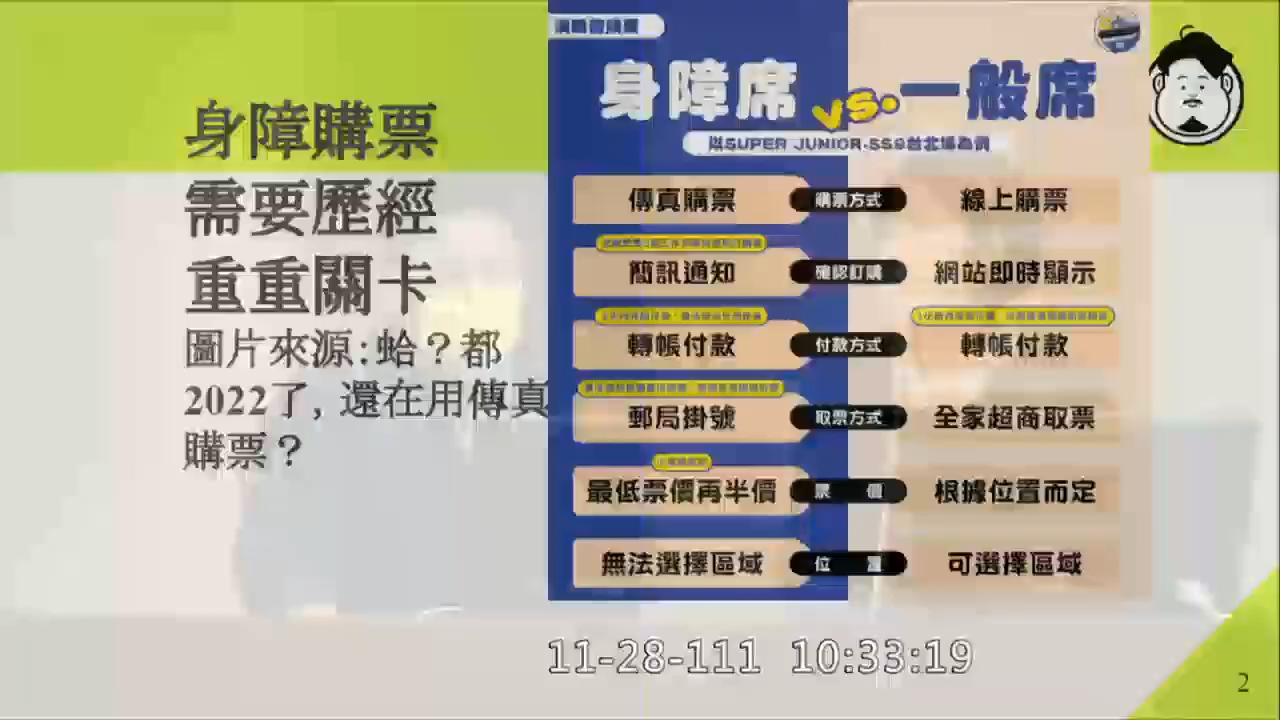 身障購票
需要歷經
重重關卡
圖片來源:蛤？都
2022了, 還在用傳真
購票？
身障席 vs. 一般席
以SUPER JUNIOR-SS9台北場為例
傳真購票 購票方式 線上購票
簡訊通知 確認訂購 網站即時顯示
轉帳付款 付款方式 轉帳付款
郵局掛號 取票方式 全家超商取票
最低票價再半價 票 價 根據位置而定
無法選擇區域 位 置 可選擇區域
11-28-111 10:33:19
2